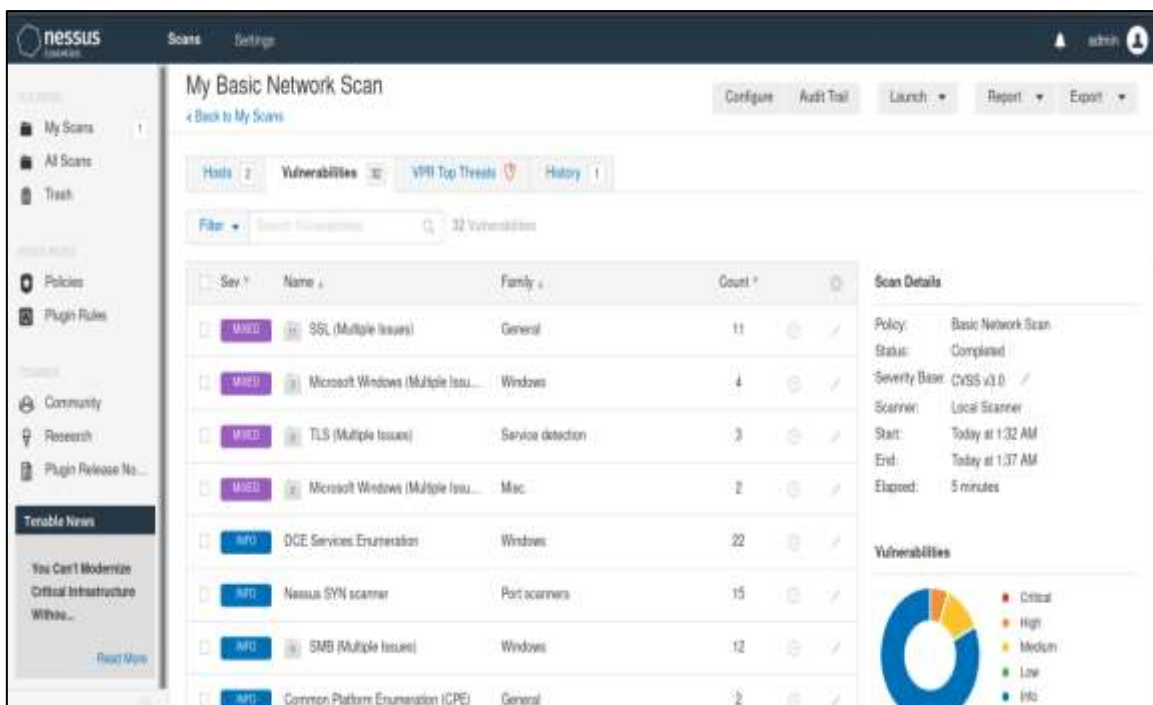 nessus
Scans Settings
admin
My Scans 1
All Scans
Trash
Policies
Plugin Rules
Community
Research
Plugin Release No...
Tenable News
You Can't Modernize
Critical Infrastructure
Withou...
Read More
My Basic Network Scan
< Back to My Scans
Configure Audit Trail Launch Report Export
Hosts 2 Vulnerabilities 32 VPR Top Threats History 1
Filter Search Vulnerabilities 32 Vulnerabilities
Sev Name Family Count
MIXED SSL (Multiple Issues) General 11
MIXED Microsoft Windows (Multiple Issu... Windows 4
MIXED TLS (Multiple Issues) Service detection 3
MIXED Microsoft Windows (Multiple Issu... Misc. 2
INFO DCE Services Enumeration Windows 22
INFO Nessus SYN scanner Port scanners 15
INFO SMB (Multiple Issues) Windows 12
INFO Common Platform Enumeration (CPE) General 2
Scan Details
Policy: Basic Network Scan
Status: Completed
Severity Base: CVSS v3.0
Scanner: Local Scanner
Start: Today at 1:32 AM
End: Today at 1:37 AM
Elapsed: 5 minutes
Vulnerabilities
Critical
High
Medium
Low
Info